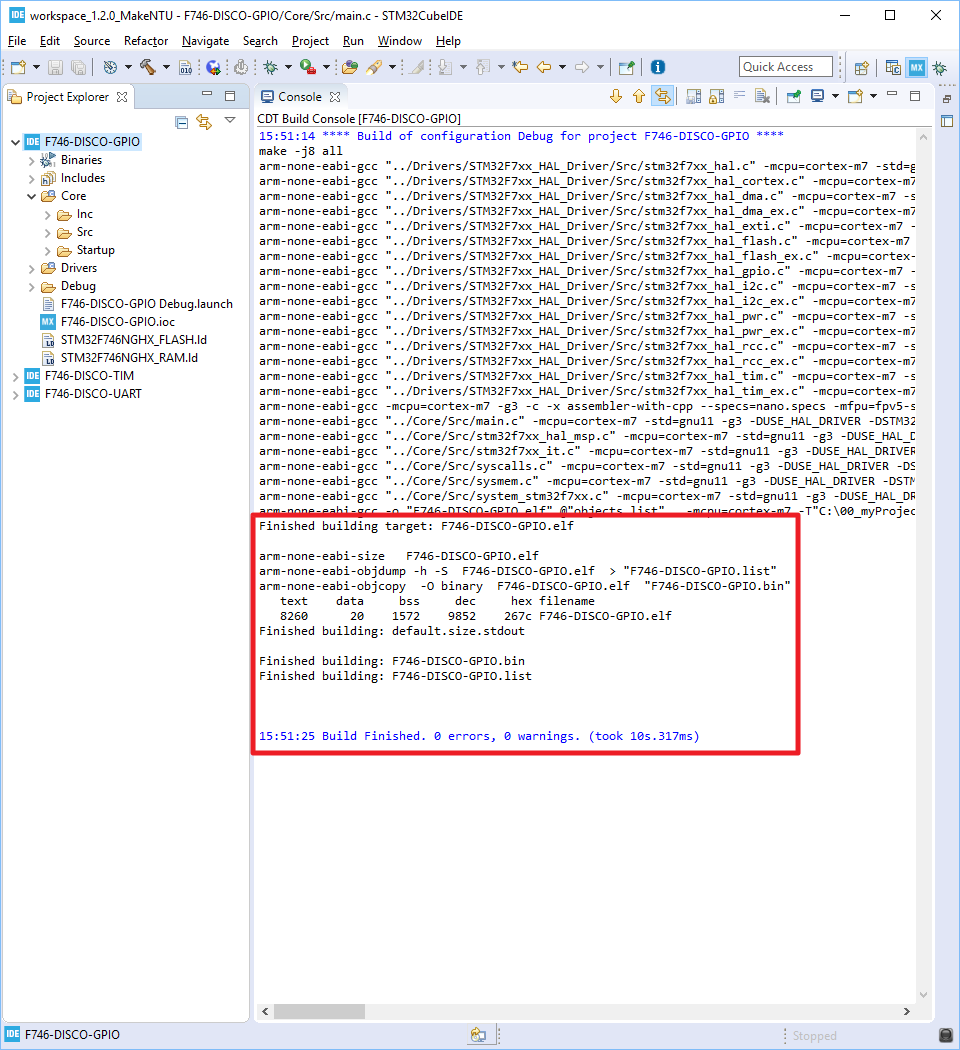 IDE workspace_1.2.0_MakeNTU - F746-DISCO-GPIO/Core/Src/main.c - STM32CubeIDE
File Edit Source Refactor Navigate Search Project Run Window Help
010 Quick Access MX
Project Explorer
IDE F746-DISCO-GPIO
Binaries
Includes
Core
Inc
Src
Startup
Drivers
Debug
F746-DISCO-GPIO Debug.launch
MX F746-DISCO-GPIO.ioc
STM32F746NGHX_FLASH.ld
STM32F746NGHX_RAM.ld
IDE F746-DISCO-TIM
IDE F746-DISCO-UART
Console
CDT Build Console [F746-DISCO-GPIO]
15:51:14 **** Build of configuration Debug for project F746-DISCO-GPIO ****
make -j8 all
arm-none-eabi-gcc "../Drivers/STM32F7xx_HAL_Driver/Src/stm32f7xx_hal.c" -mcpu=cortex-m7 -std=g
arm-none-eabi-gcc "../Drivers/STM32F7xx_HAL_Driver/Src/stm32f7xx_hal_cortex.c" -mcpu=cortex-m7
arm-none-eabi-gcc "../Drivers/STM32F7xx_HAL_Driver/Src/stm32f7xx_hal_dma.c" -mcpu=cortex-m7 -s
arm-none-eabi-gcc "../Drivers/STM32F7xx_HAL_Driver/Src/stm32f7xx_hal_dma_ex.c" -mcpu=cortex-m7
arm-none-eabi-gcc "../Drivers/STM32F7xx_HAL_Driver/Src/stm32f7xx_hal_exti.c" -mcpu=cortex-m7 -
arm-none-eabi-gcc "../Drivers/STM32F7xx_HAL_Driver/Src/stm32f7xx_hal_flash.c" -mcpu=cortex-m7
arm-none-eabi-gcc "../Drivers/STM32F7xx_HAL_Driver/Src/stm32f7xx_hal_flash_ex.c" -mcpu=cortex-
arm-none-eabi-gcc "../Drivers/STM32F7xx_HAL_Driver/Src/stm32f7xx_hal_gpio.c" -mcpu=cortex-m7 -
arm-none-eabi-gcc "../Drivers/STM32F7xx_HAL_Driver/Src/stm32f7xx_hal_i2c.c" -mcpu=cortex-m7 -s
arm-none-eabi-gcc "../Drivers/STM32F7xx_HAL_Driver/Src/stm32f7xx_hal_i2c_ex.c" -mcpu=cortex-m7
arm-none-eabi-gcc "../Drivers/STM32F7xx_HAL_Driver/Src/stm32f7xx_hal_pwr.c" -mcpu=cortex-m7 -s
arm-none-eabi-gcc "../Drivers/STM32F7xx_HAL_Driver/Src/stm32f7xx_hal_pwr_ex.c" -mcpu=cortex-m7
arm-none-eabi-gcc "../Drivers/STM32F7xx_HAL_Driver/Src/stm32f7xx_hal_rcc.c" -mcpu=cortex-m7 -s
arm-none-eabi-gcc "../Drivers/STM32F7xx_HAL_Driver/Src/stm32f7xx_hal_rcc_ex.c" -mcpu=cortex-m7
arm-none-eabi-gcc "../Drivers/STM32F7xx_HAL_Driver/Src/stm32f7xx_hal_tim.c" -mcpu=cortex-m7 -s
arm-none-eabi-gcc "../Drivers/STM32F7xx_HAL_Driver/Src/stm32f7xx_hal_tim_ex.c" -mcpu=cortex-m7
arm-none-eabi-gcc -mcpu=cortex-m7 -g3 -c -x assembler-with-cpp --specs=nano.specs -mfpu=fpv5-s
arm-none-eabi-gcc "../Core/Src/main.c" -mcpu=cortex-m7 -std=gnu11 -g3 -DUSE_HAL_DRIVER -DSTM32
arm-none-eabi-gcc "../Core/Src/stm32f7xx_hal_msp.c" -mcpu=cortex-m7 -std=gnu11 -g3 -DUSE_HAL_D
arm-none-eabi-gcc "../Core/Src/stm32f7xx_it.c" -mcpu=cortex-m7 -std=gnu11 -g3 -DUSE_HAL_DRIVER
arm-none-eabi-gcc "../Core/Src/syscalls.c" -mcpu=cortex-m7 -std=gnu11 -g3 -DUSE_HAL_DRIVER -DS
arm-none-eabi-gcc "../Core/Src/sysmem.c" -mcpu=cortex-m7 -std=gnu11 -g3 -DUSE_HAL_DRIVER -DSTM
arm-none-eabi-gcc "../Core/Src/system_stm32f7xx.c" -mcpu=cortex-m7 -std=gnu11 -g3 -DUSE_HAL_DR
arm-none-eabi-gcc -o "F746-DISCO-GPIO.elf" @"objects.list" -mcpu=cortex-m7 -T"C:\00_myProjec
Finished building target: F746-DISCO-GPIO.elf
arm-none-eabi-size F746-DISCO-GPIO.elf
arm-none-eabi-objdump -h -S F746-DISCO-GPIO.elf > "F746-DISCO-GPIO.list"
arm-none-eabi-objcopy -O binary F746-DISCO-GPIO.elf "F746-DISCO-GPIO.bin"
text data bss dec hex filename
8260 20 1572 9852 267c F746-DISCO-GPIO.elf
Finished building: default.size.stdout
Finished building: F746-DISCO-GPIO.bin
Finished building: F746-DISCO-GPIO.list
15:51:25 Build Finished. 0 errors, 0 warnings. (took 10s.317ms)
IDE F746-DISCO-GPIO Stopped